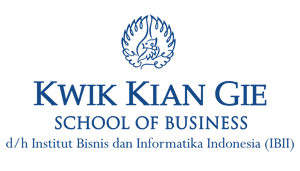 KWIK KIAN GIE
SCHOOL OF BUSINESS
d/h Institut Bisnis dan Informatika Indonesia (IBII)